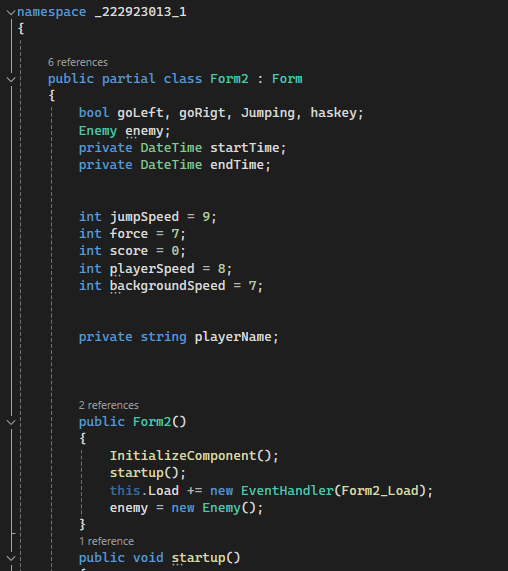 namespace _222923013_1
{
6 references
public partial class Form2 : Form
{
bool goLeft, goRigt, Jumping, haskey;
Enemy enemy;
private DateTime startTime;
private DateTime endTime;
int jumpSpeed = 9;
int force = 7;
int score = 0;
int playerSpeed = 8;
int backgroundSpeed = 7;
private string playerName;
2 references
public Form2()
{
InitializeComponent();
startup();
this.Load += new EventHandler(Form2_Load);
enemy = new Enemy();
}
1 reference
public void startup()